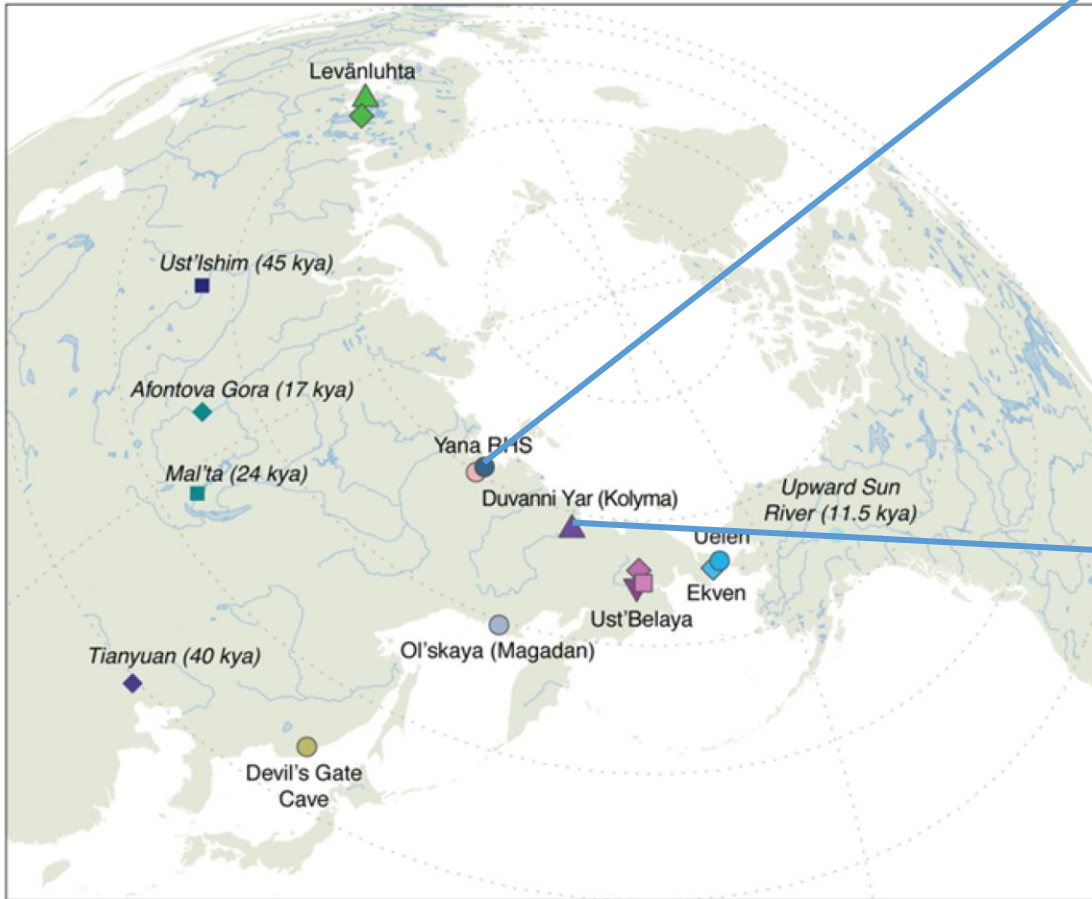 Levänluhta
Ust'Ishim (45 kya)
Afontova Gora (17 kya)
Yana RHS
Mal'ta (24 kya)
Duvanni Yar (Kolyma)
Upward Sun
River (11.5 kya)
Uelen
Ekven
Ust'Belaya
Ol'skaya (Magadan)
Tianyuan (40 kya)
Devil's Gate
Cave